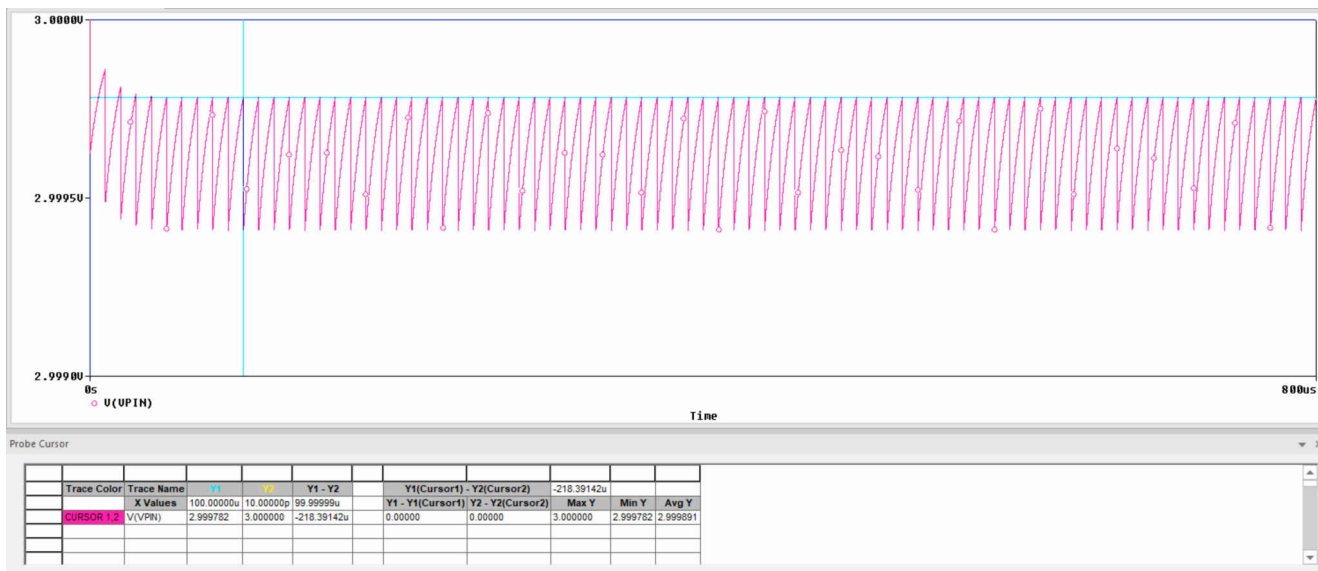 3.0000V
2.9995V
2.9990V
0s
800us
V(VPIN)
Time
Probe Cursor
Trace Color Trace Name Y1 Y2 Y1 - Y2 Y1(Cursor1) - Y2(Cursor2) -218.39142u
X Values 100.00000u 10.00000p 99.99999u Y1 - Y1(Cursor1) Y2 - Y2(Cursor2) Max Y Min Y Avg Y
CURSOR 1,2 V(VPIN) 2.999782 3.000000 -218.39142u 0.00000 0.00000 3.000000 2.999782 2.999891